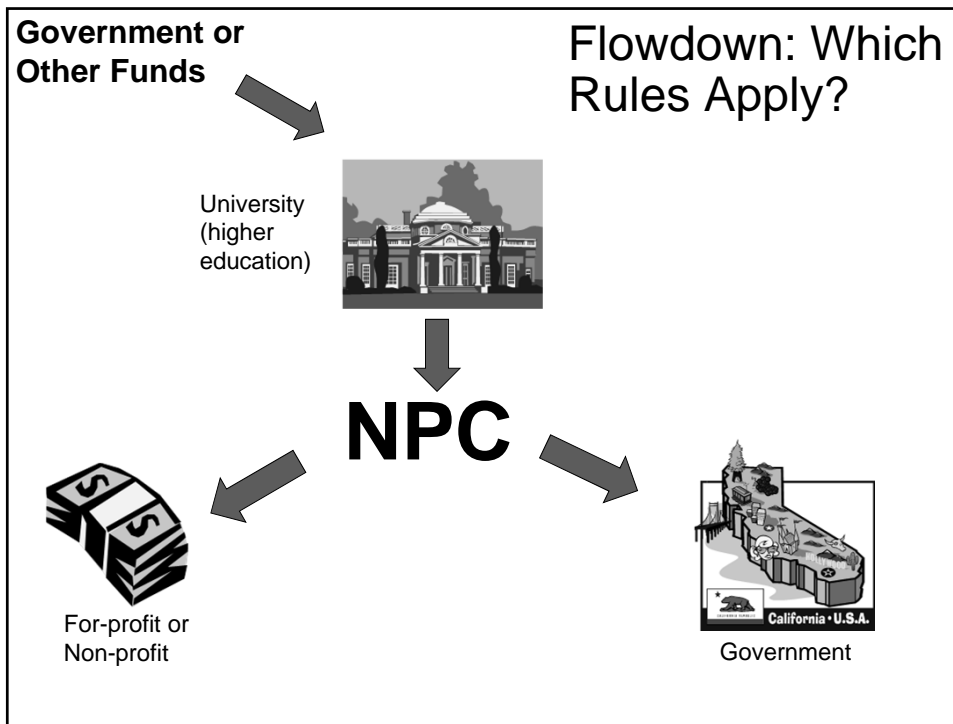 Government or
Other Funds
Flowdown: Which
Rules Apply?
University
(higher
education)
NPC
$
$
For-profit or
Non-profit
HOLLYWOOD
California • U.S.A.
Government